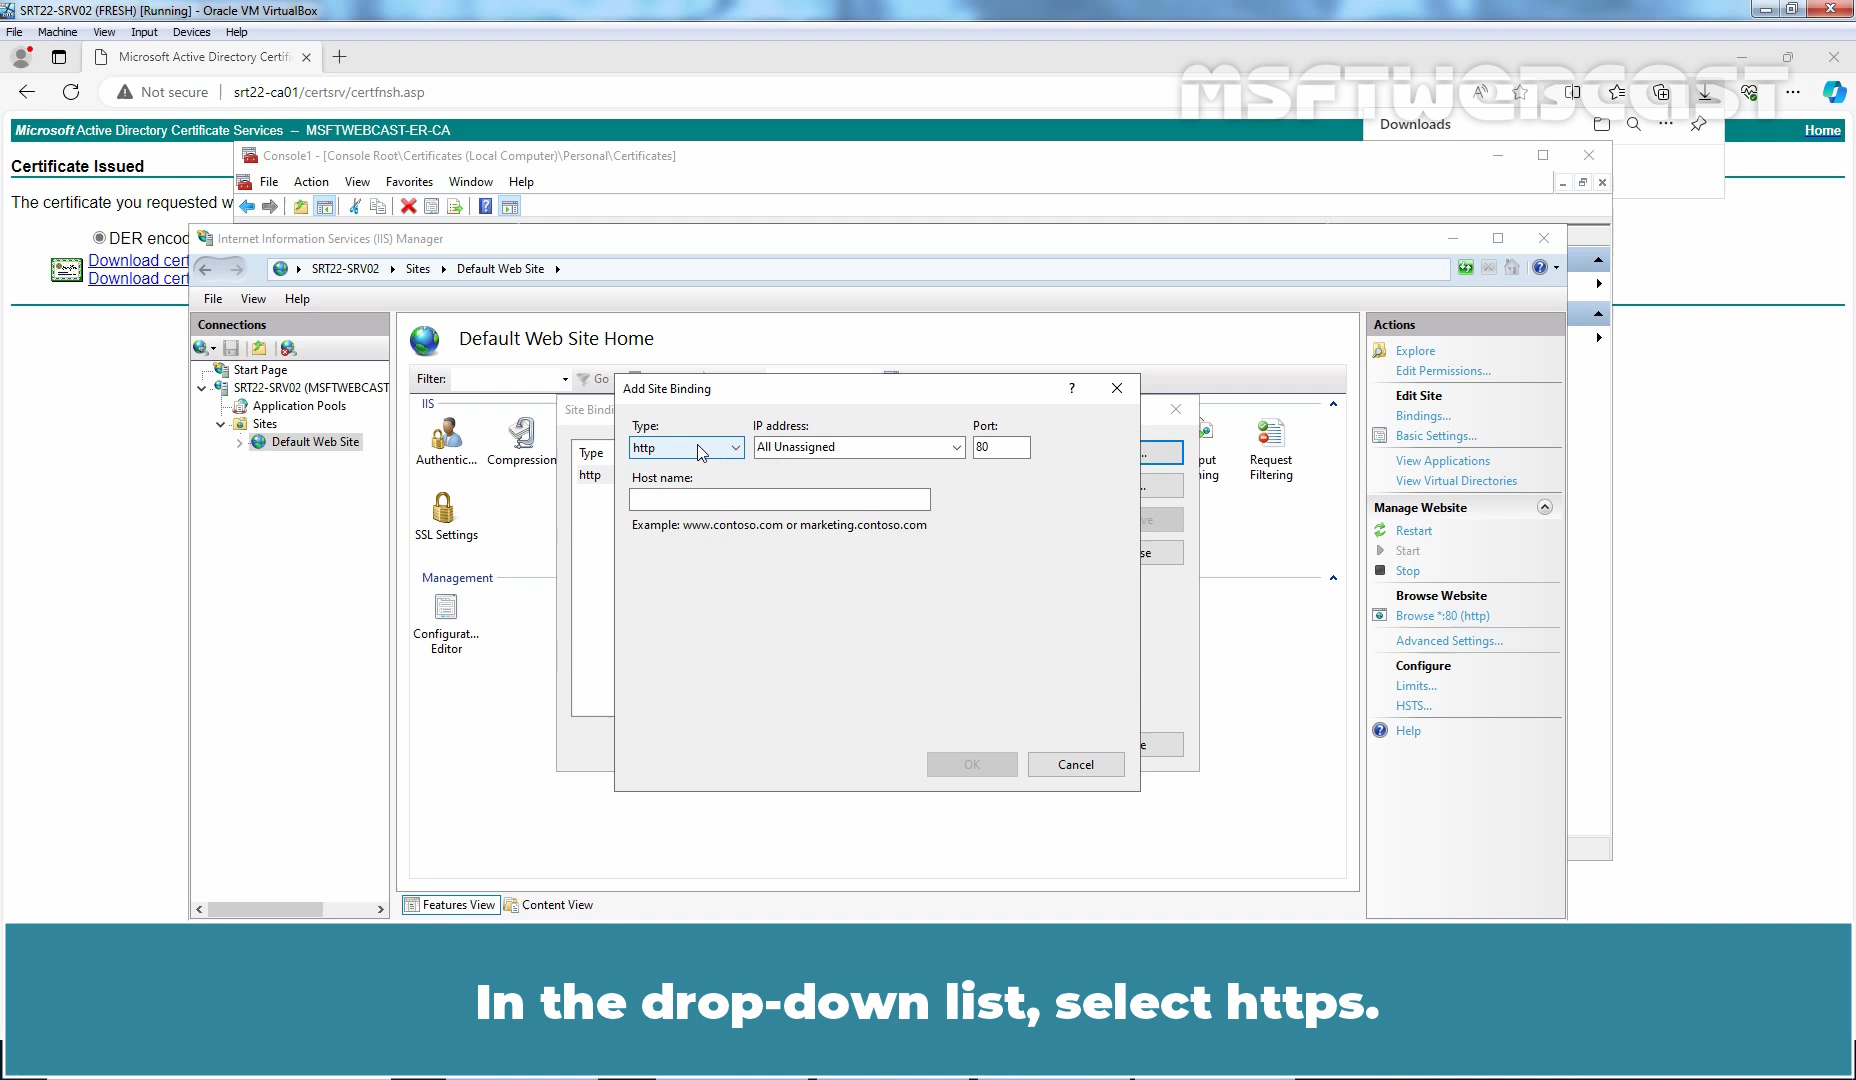 SRT22-SRV02 (FRESH) [Running] - Oracle VM VirtualBox
File Machine View Input Devices Help
Microsoft Active Directory Certifi
Not secure srt22-ca01/certsrv/certfnsh.asp
MSFTWEBCAST
Downloads
Microsoft Active Directory Certificate Services -- MSFTWEBCAST-ER-CA Home
Certificate Issued
The certificate you requested w
DER encod
Download cert
Download cert
Console1 - [Console Root\Certificates (Local Computer)\Personal\Certificates]
File Action View Favorites Window Help
Internet Information Services (IIS) Manager
SRT22-SRV02 Sites Default Web Site
File View Help
Connections
Start Page
SRT22-SRV02 (MSFTWEBCAST
Application Pools
Sites
Default Web Site
Default Web Site Home
Filter: Go
IIS
Authentic... Compression
SSL Settings
Management
Configurat...
Editor
Request
Filtering
put
ing
Site Bindi
Type
http
Add Site Binding
Type: IP address: Port:
http All Unassigned 80
Host name:
Example: www.contoso.com or marketing.contoso.com
OK Cancel
...
...
ve
se
e
Features View Content View
Actions
Explore
Edit Permissions...
Edit Site
Bindings...
Basic Settings...
View Applications
View Virtual Directories
Manage Website
Restart
Start
Stop
Browse Website
Browse *:80 (http)
Advanced Settings...
Configure
Limits...
HSTS...
Help
In the drop-down list, select https.